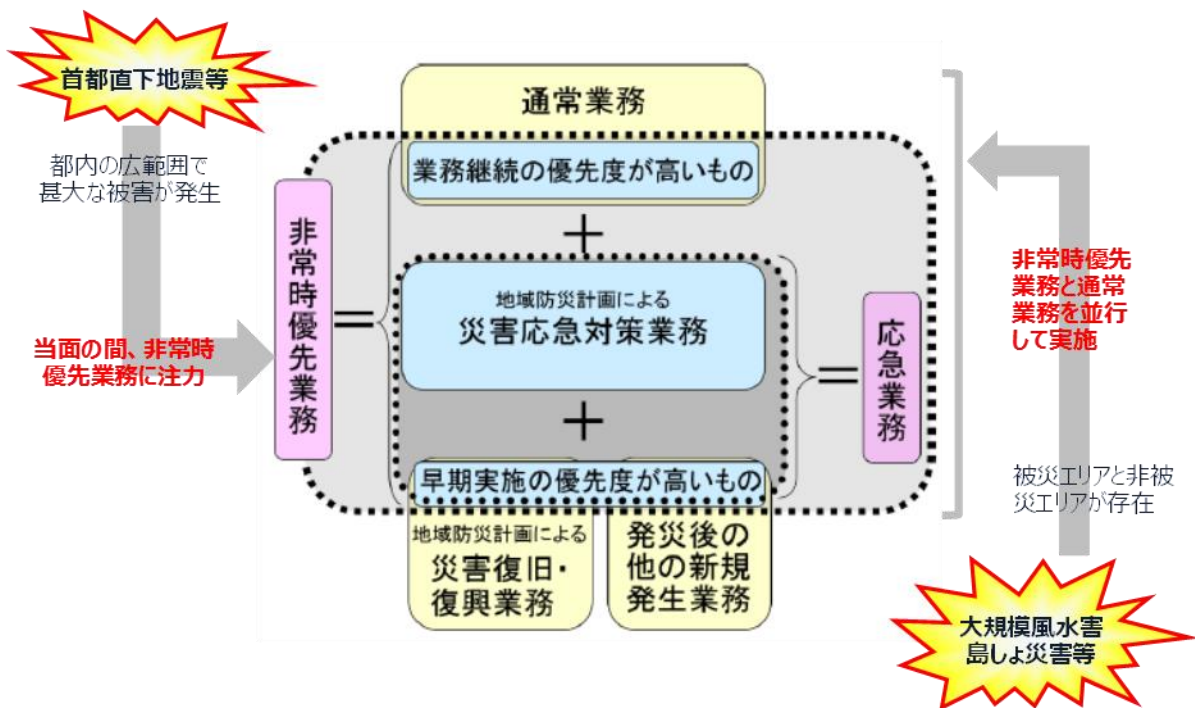 首都直下地震等
都内の広範囲で
甚大な被害が発生
当面の間、非常時
優先業務に注力
非常時優先業務
＝
通常業務
業務継続の優先度が高いもの
＋
地域防災計画による
災害応急対策業務
＋
早期実施の優先度が高いもの
地域防災計画による
災害復旧・
復興業務
発災後の
他の新規
発生業務
＝
応急業務
非常時優先
業務と通常
業務を並行
して実施
被災エリアと非被
災エリアが存在
大規模風水害
島しょ災害等